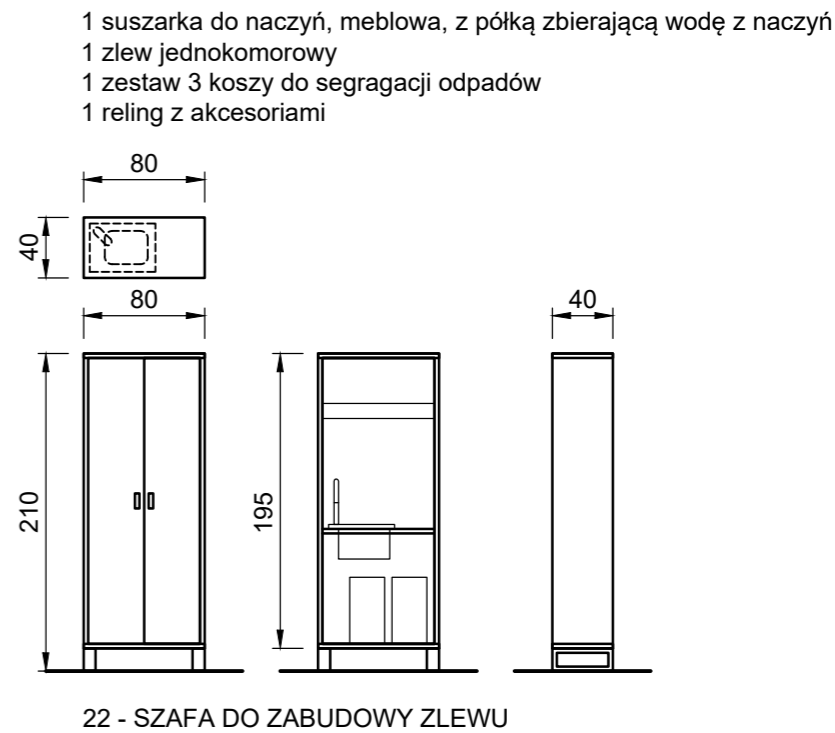 1 suszarka do naczyń, meblowa, z półką zbierającą wodę z naczyń
1 zlew jednokomorowy
1 zestaw 3 koszy do segragacji odpadów
1 reling z akcesoriami
80
40
80
40
210
195
22 - SZAFA DO ZABUDOWY ZLEWU